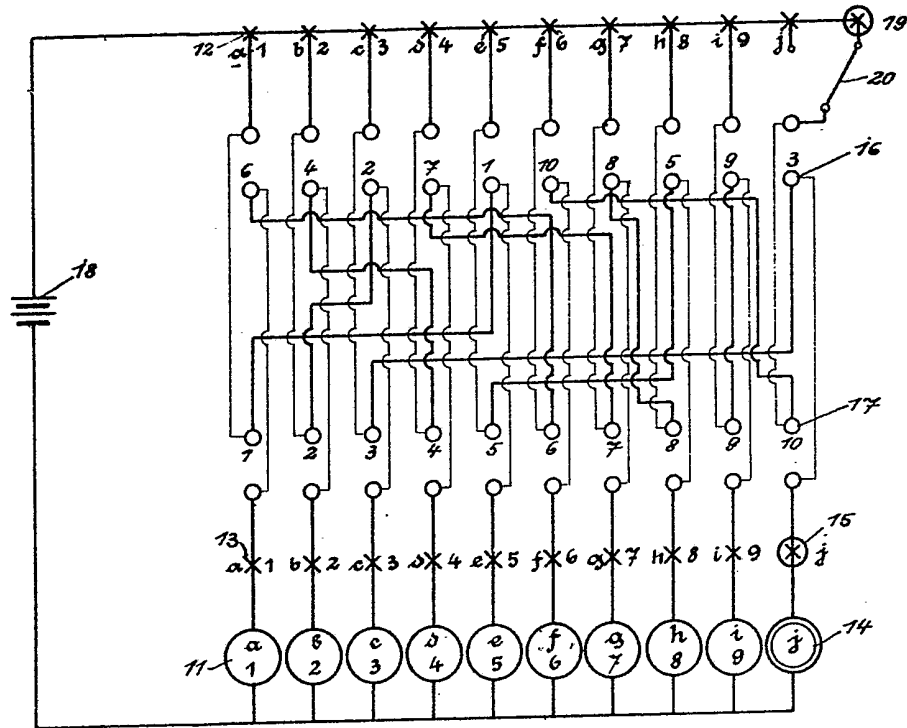 19
12 a 1 b 2 c 3 d 4 e 5 f 6 g 7 h 8 i 9 j
20
6 4 2 7 1 10 8 5 9 3 16
18
17
1 2 3 4 5 6 7 8 9 10
13 15
a 1 b 2 c 3 d 4 e 5 f 6 g 7 h 8 i 9 j
11 a b c d e f g h i j 14
1 2 3 4 5 6 7 8 9